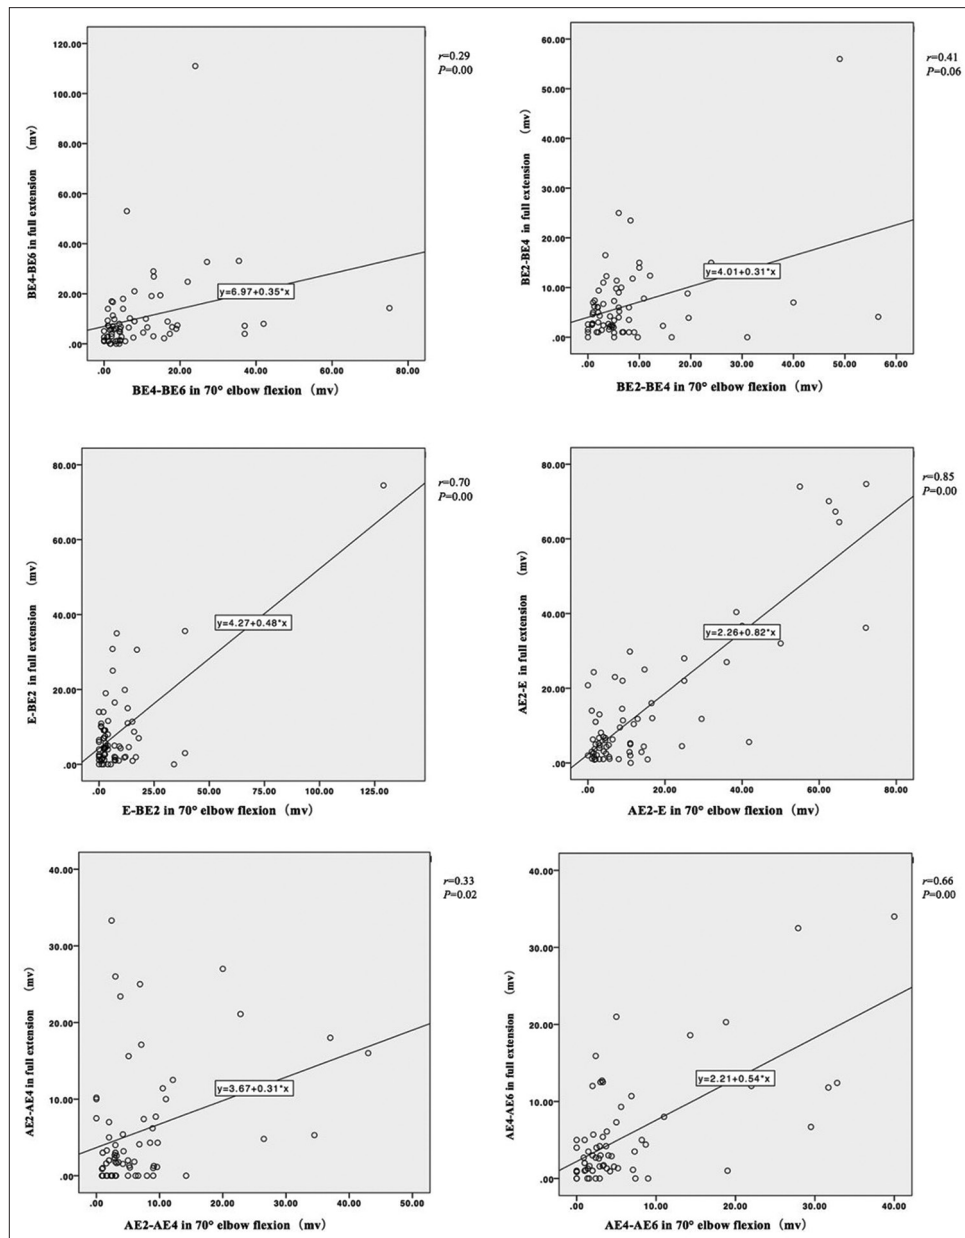 120.00
100.00
80.00
60.00
40.00
20.00
.00
BE4-BE6 in full extension (mv)
.00 20.00 40.00 60.00 80.00
BE4-BE6 in 70° elbow flexion (mv)
y=6.97+0.35*x
r=0.29
P=0.00
60.00
50.00
40.00
30.00
20.00
10.00
.00
BE2-BE4 in full extension (mv)
.00 10.00 20.00 30.00 40.00 50.00 60.00
BE2-BE4 in 70° elbow flexion (mv)
y=4.01+0.31*x
r=0.41
P=0.06
80.00
60.00
40.00
20.00
.00
E-BE2 in full extension (mv)
.00 25.00 50.00 75.00 100.00 125.00
E-BE2 in 70° elbow flexion (mv)
y=4.27+0.48*x
r=0.70
P=0.00
80.00
60.00
40.00
20.00
.00
AE2-E in full extension (mv)
.00 20.00 40.00 60.00 80.00
AE2-E in 70° elbow flexion (mv)
y=2.26+0.82*x
r=0.85
P=0.00
40.00
30.00
20.00
10.00
.00
AE2-AE4 in full extension (mv)
.00 10.00 20.00 30.00 40.00 50.00
AE2-AE4 in 70° elbow flexion (mv)
y=3.67+0.31*x
r=0.33
P=0.02
40.00
30.00
20.00
10.00
.00
AE4-AE6 in full extension (mv)
.00 10.00 20.00 30.00 40.00
AE4-AE6 in 70° elbow flexion (mv)
y=2.21+0.54*x
r=0.66
P=0.00